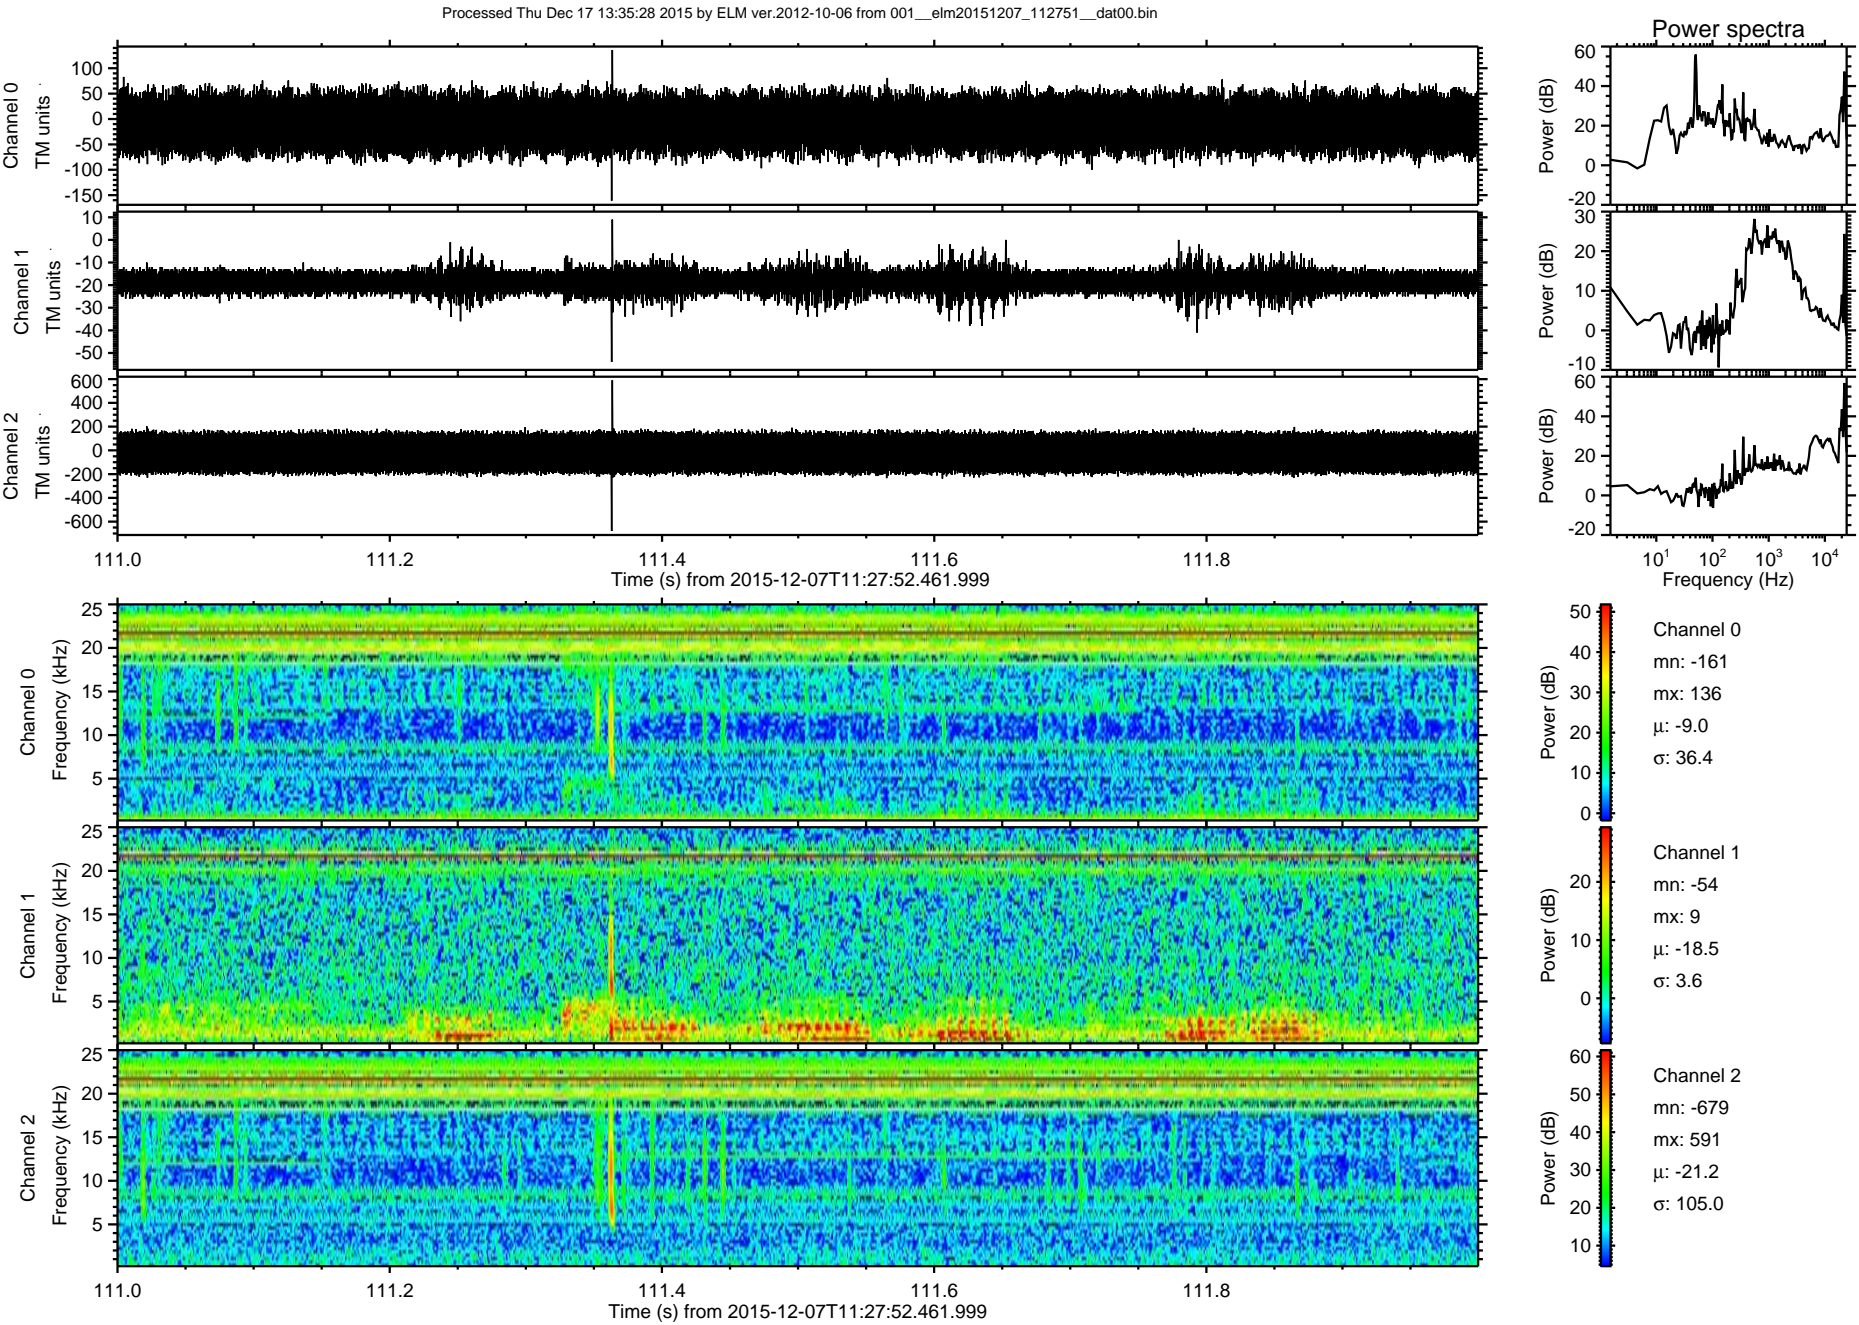 Processed Thu Dec 17 13:35:28 2015 by ELM ver.2012-10-06 from 001__elm20151207_112751__dat00.bin
Power spectra
Channel 0
TM units
100
50
0
-50
-100
-150
Power (dB)
60
40
20
0
-20
Channel 1
TM units
10
0
-10
-20
-30
-40
-50
Power (dB)
30
20
10
0
-10
Channel 2
TM units
600
400
200
0
-200
-400
-600
Power (dB)
60
40
20
0
-20
111.0 111.2 111.4 111.6 111.8
Time (s) from 2015-12-07T11:27:52.461.999
10¹ 10² 10³ 10⁴
Frequency (Hz)
Channel 0
Frequency (kHz)
25
20
15
10
5
Power (dB)
50
40
30
20
10
0
Channel 0
mn: -161
mx: 136
μ: -9.0
σ: 36.4
Channel 1
Frequency (kHz)
25
20
15
10
5
Power (dB)
20
10
0
Channel 1
mn: -54
mx: 9
μ: -18.5
σ: 3.6
Channel 2
Frequency (kHz)
25
20
15
10
5
Power (dB)
60
50
40
30
20
10
Channel 2
mn: -679
mx: 591
μ: -21.2
σ: 105.0
111.0 111.2 111.4 111.6 111.8
Time (s) from 2015-12-07T11:27:52.461.999